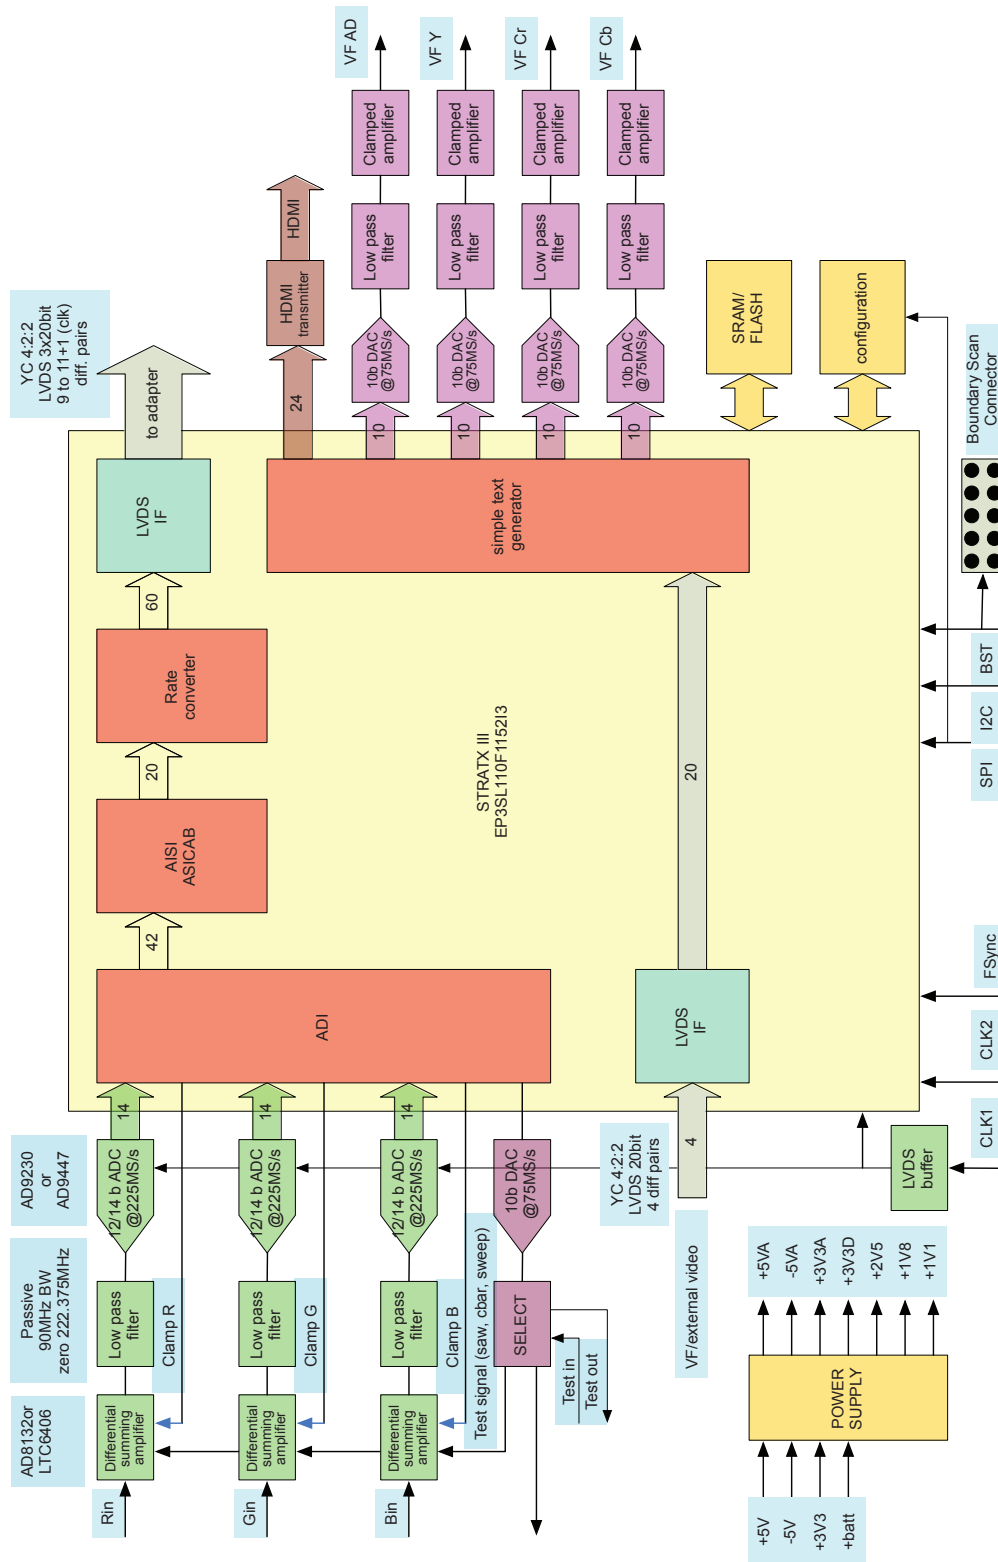 AD8132or
LTC6406
Passive
90MHz BW
zero 222.375MHz
AD9230
or
AD9447
YC 4:2:2
LVDS 3x20bit
9 to 11+1 (clk)
diff. pairs
Rin
Differential
summing
amplifier
Low pass
filter
12/14 b ADC
@225MS/s
14
Clamp R
Gin
Differential
summing
amplifier
Low pass
filter
12/14 b ADC
@225MS/s
14
Clamp G
Bin
Differential
summing
amplifier
Low pass
filter
12/14 b ADC
@225MS/s
14
Clamp B
Test signal (saw, cbar, sweep)
SELECT
10b DAC
@75MS/s
Test in
Test out
ADI
42
AISI
ASICAB
20
Rate
converter
60
LVDS
IF
to adapter
STRATX III
EP3SL110F1152I3
simple text
generator
24
HDMI
transmitter
HDMI
10
10b DAC
@75MS/s
Low pass
filter
Clamped
amplifier
VF AD
10
10b DAC
@75MS/s
Low pass
filter
Clamped
amplifier
VF Y
10
10b DAC
@75MS/s
Low pass
filter
Clamped
amplifier
VF Cr
10
10b DAC
@75MS/s
Low pass
filter
Clamped
amplifier
VF Cb
YC 4:2:2
LVDS 20bit
4 diff pairs
VF/external video
4
LVDS
IF
20
SRAM/
FLASH
configuration
Boundary Scan
Connector
+5V
-5V
+3V3
+batt
POWER
SUPPLY
+5VA
-5VA
+3V3A
+3V3D
+2V5
+1V8
+1V1
LVDS
buffer
CLK1
CLK2
FSync
SPI
I2C
BST